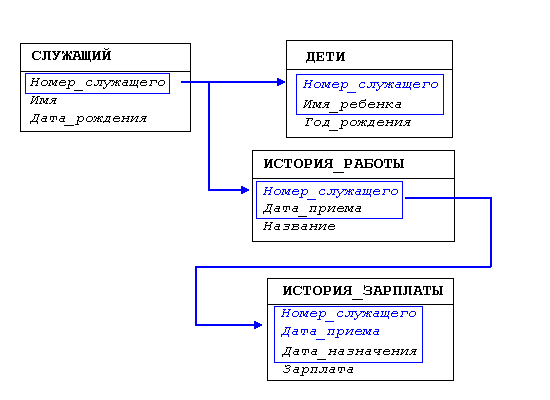 СЛУЖАЩИЙ
Номер_служащего
Имя
Дата_рождения
ДЕТИ
Номер_служащего
Имя_ребенка
Год_рождения
ИСТОРИЯ_РАБОТЫ
Номер_служащего
Дата_приема
Название
ИСТОРИЯ_ЗАРПЛАТЫ
Номер_служащего
Дата_приема
Дата_назначения
Зарплата